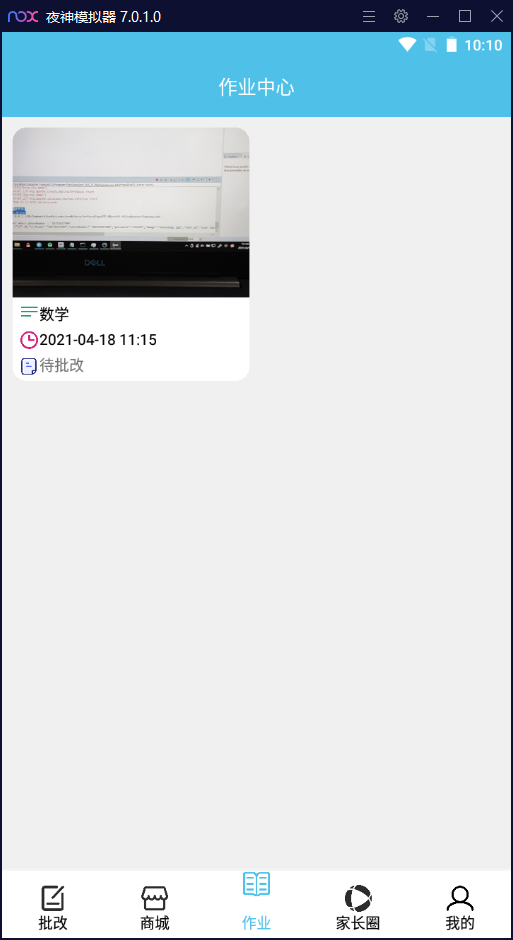 nox 夜神模拟器 7.0.1.0
10:10
作业中心
DELL
数学
2021-04-18 11:15
待批改
批改 商城 作业 家长圈 我的